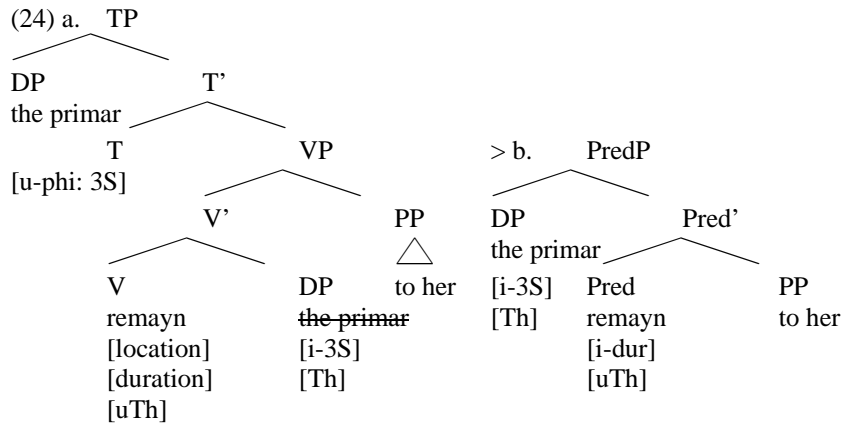 (24) a. TP
DP T’
the primar
T VP > b. PredP
[u-phi: 3S]
V’ PP DP Pred’
the primar
V DP to her [i-3S] Pred PP
remayn the primar [Th] remayn to her
[location] [i-3S] [i-dur]
[duration] [Th] [uTh]
[uTh]